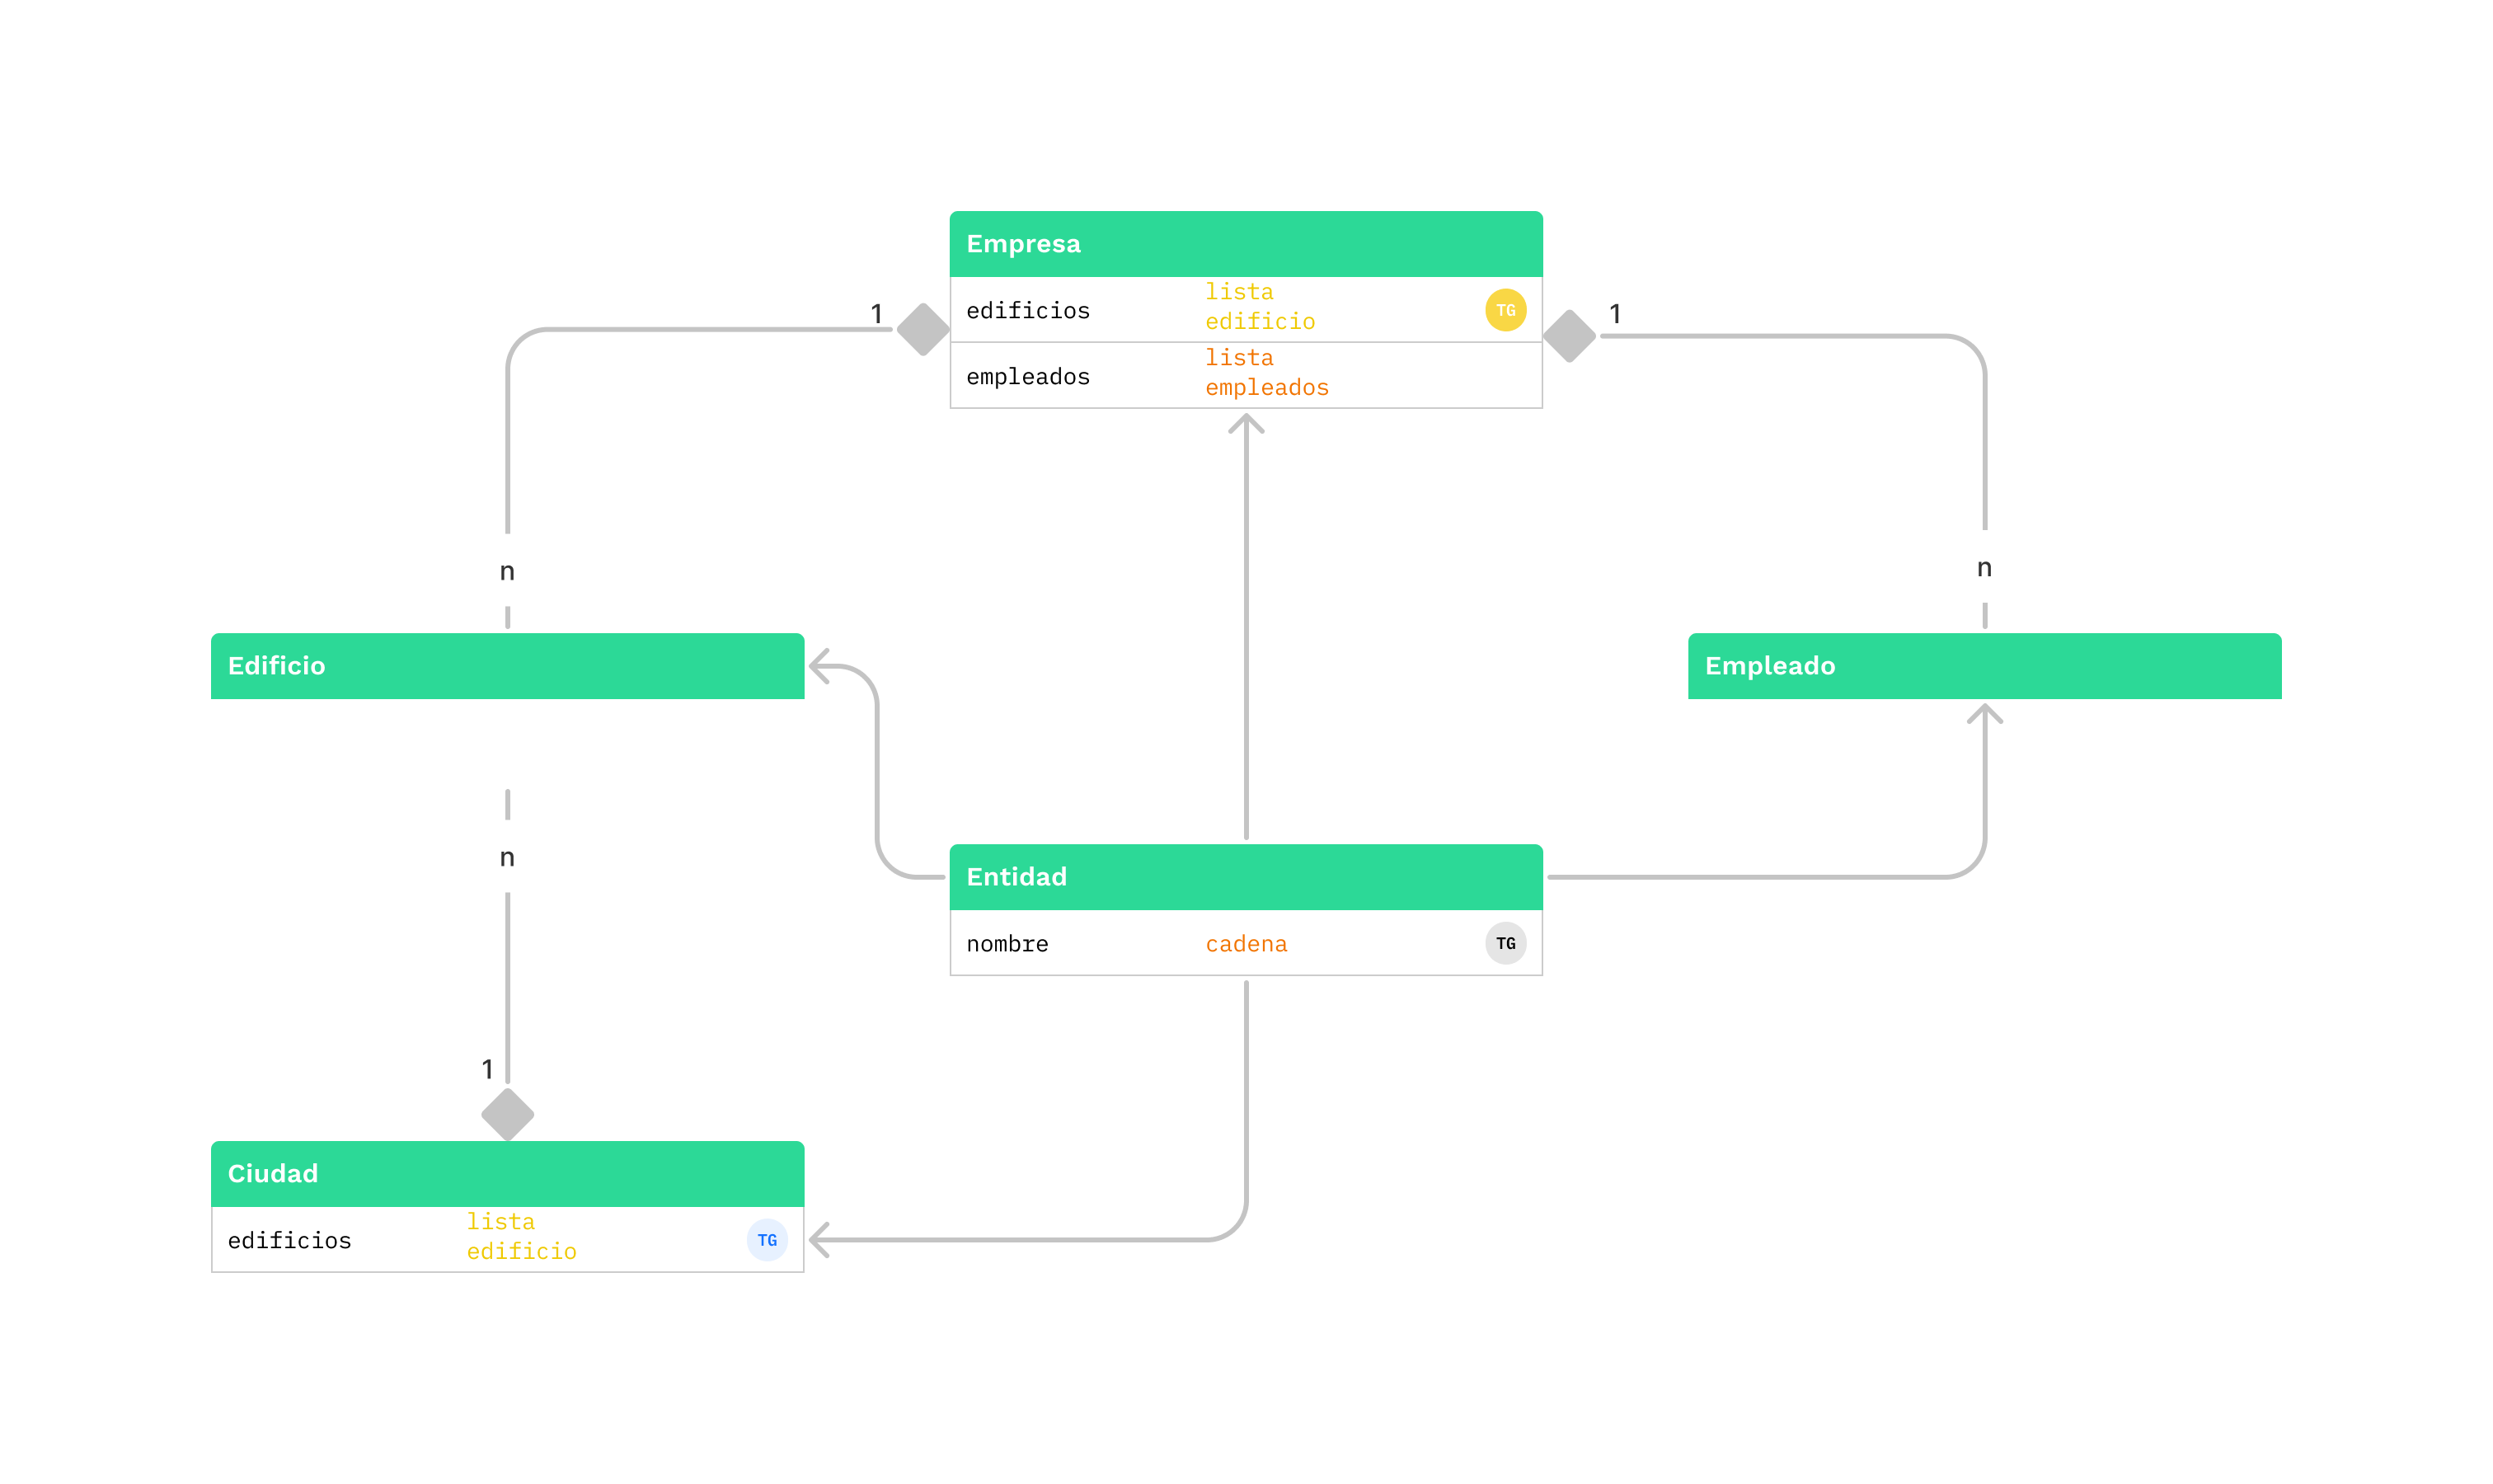 Empresa
1
1
edificios
lista
edificio
TG
empleados
lista
empleados
n
n
Edificio
Empleado
n
Entidad
nombre
cadena
TG
1
Ciudad
edificios
lista
edificio
TG